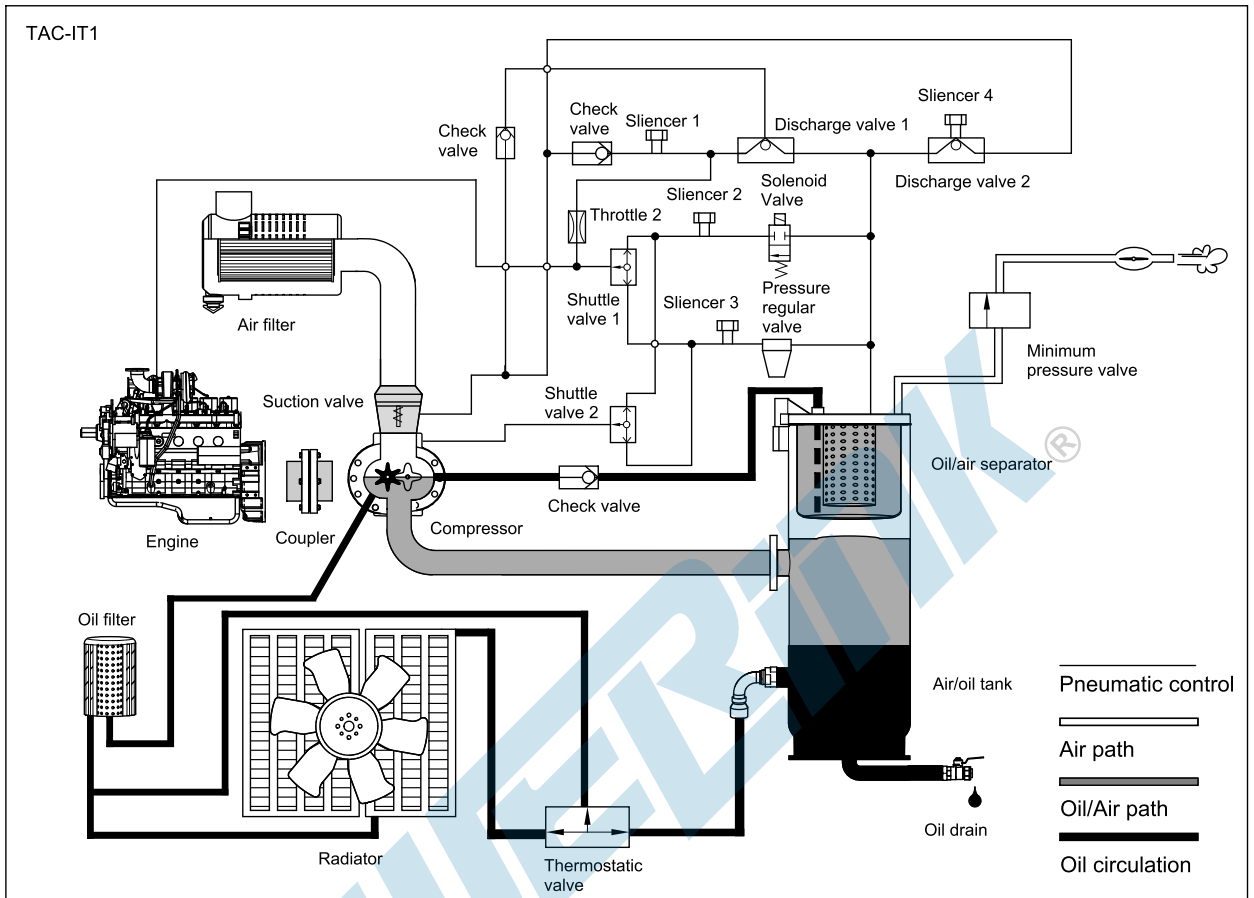 TAC-IT1
Sliencer 4
Check
valve
Sliencer 1
Discharge valve 1
Check
valve
Solenoid
Valve
Discharge valve 2
Sliencer 2
Throttle 2
Shuttle
valve 1
Sliencer 3
Pressure
regular
valve
Air filter
Minimum
pressure valve
Suction valve
Shuttle
valve 2
Oil/air separator
®
Check valve
Compressor
Engine
Coupler
Oil filter
Air/oil tank
Pneumatic control
Air path
Oil/Air path
Oil circulation
Oil drain
Radiator
Thermostatic
valve